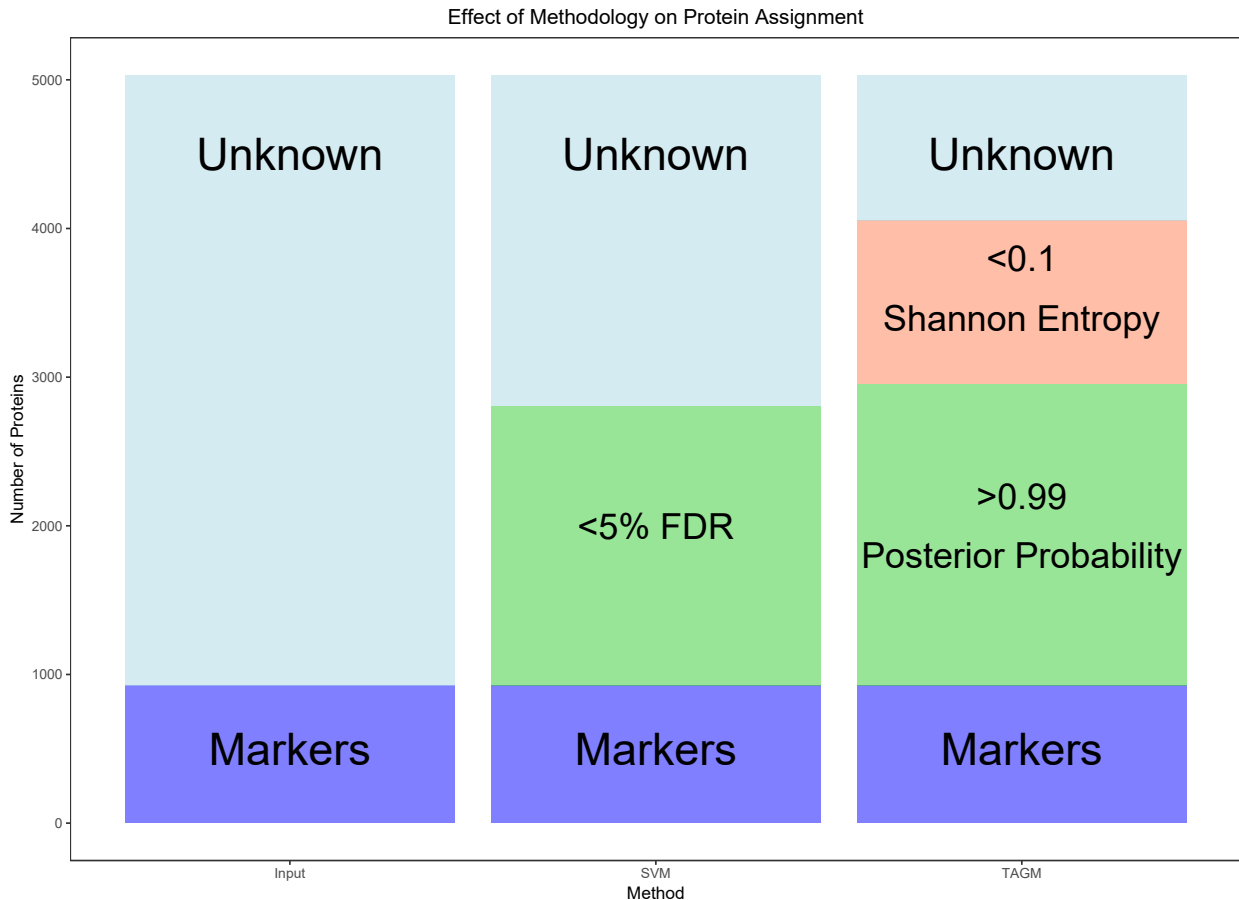 Effect of Methodology on Protein Assignment
Number of Proteins
5000
4000
3000
2000
1000
0
Unknown
Markers
Unknown
<5% FDR
Markers
Unknown
<0.1
Shannon Entropy
>0.99
Posterior Probability
Markers
Input
SVM
TAGM
Method